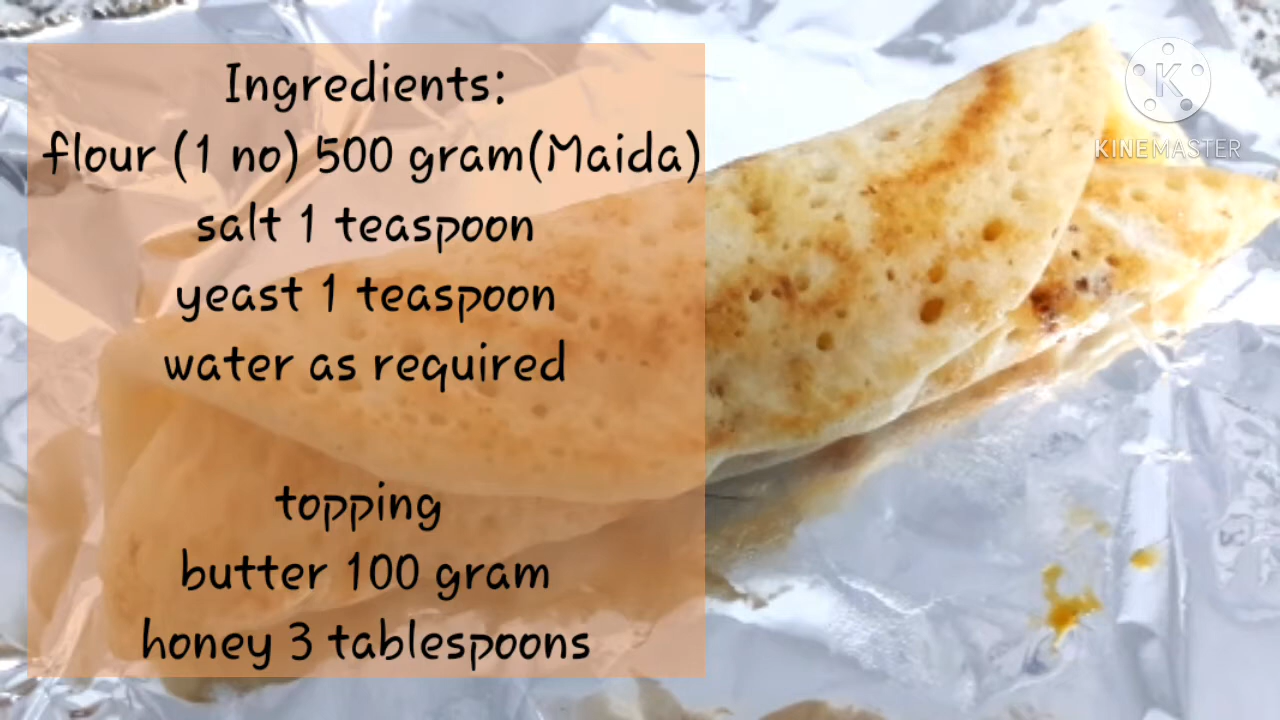 Ingredients:
flour (1 no) 500 gram(Maida)
salt 1 teaspoon
yeast 1 teaspoon
water as required
topping
butter 100 gram
honey 3 tablespoons
K
KINEMASTER